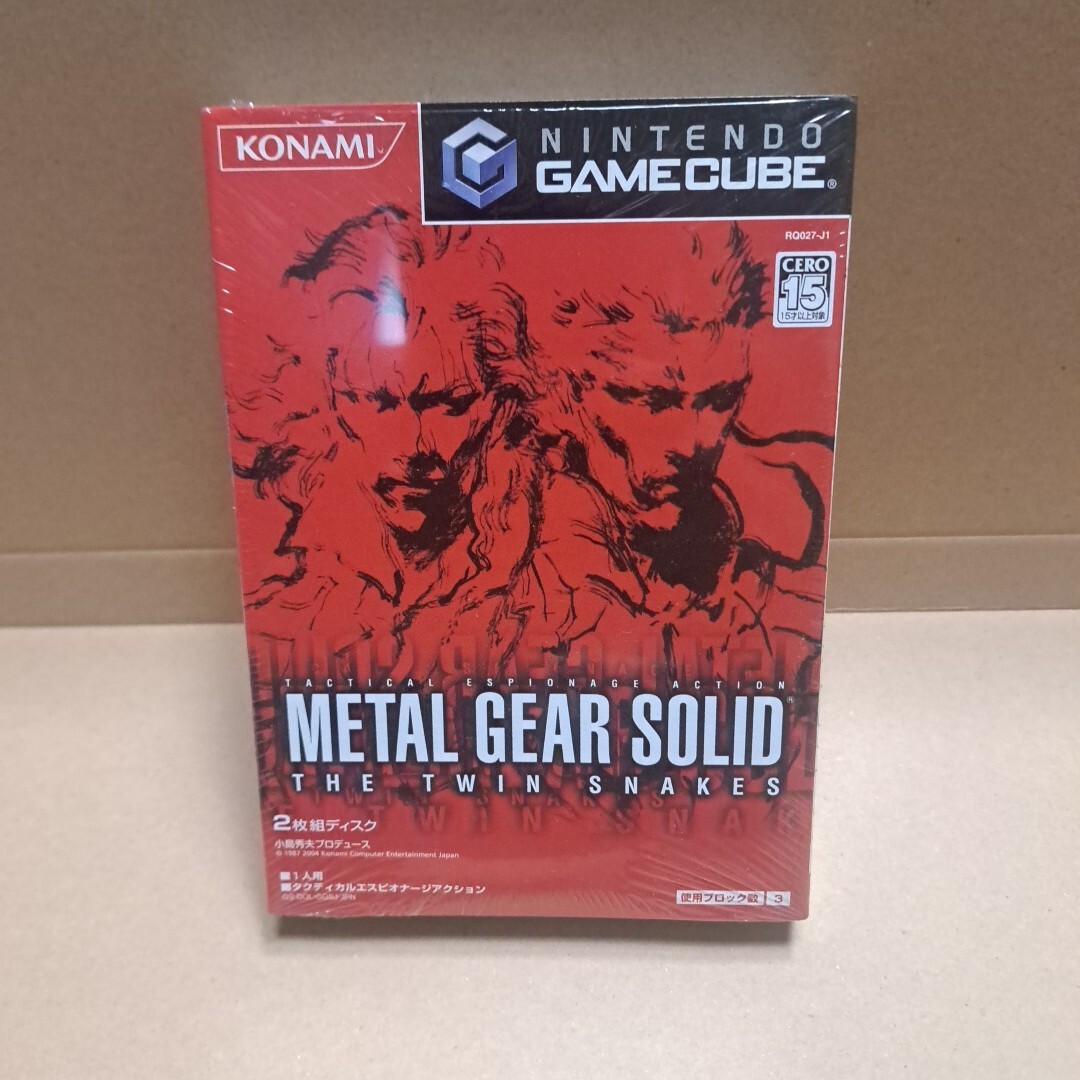 KONAMI
NINTENDO
GAMECUBE®
RQ027-J1
CERO
15
15才以上対象
TACTICAL ESPIONAGE ACTION
METAL GEAR SOLID®
THE TWIN SNAKES
2枚組ディスク
小島秀夫プロデュース
© 1987 2004 Konami Computer Entertainment Japan
■1人用
■タクティカルエスピオナージアクション
使用ブロック数 3